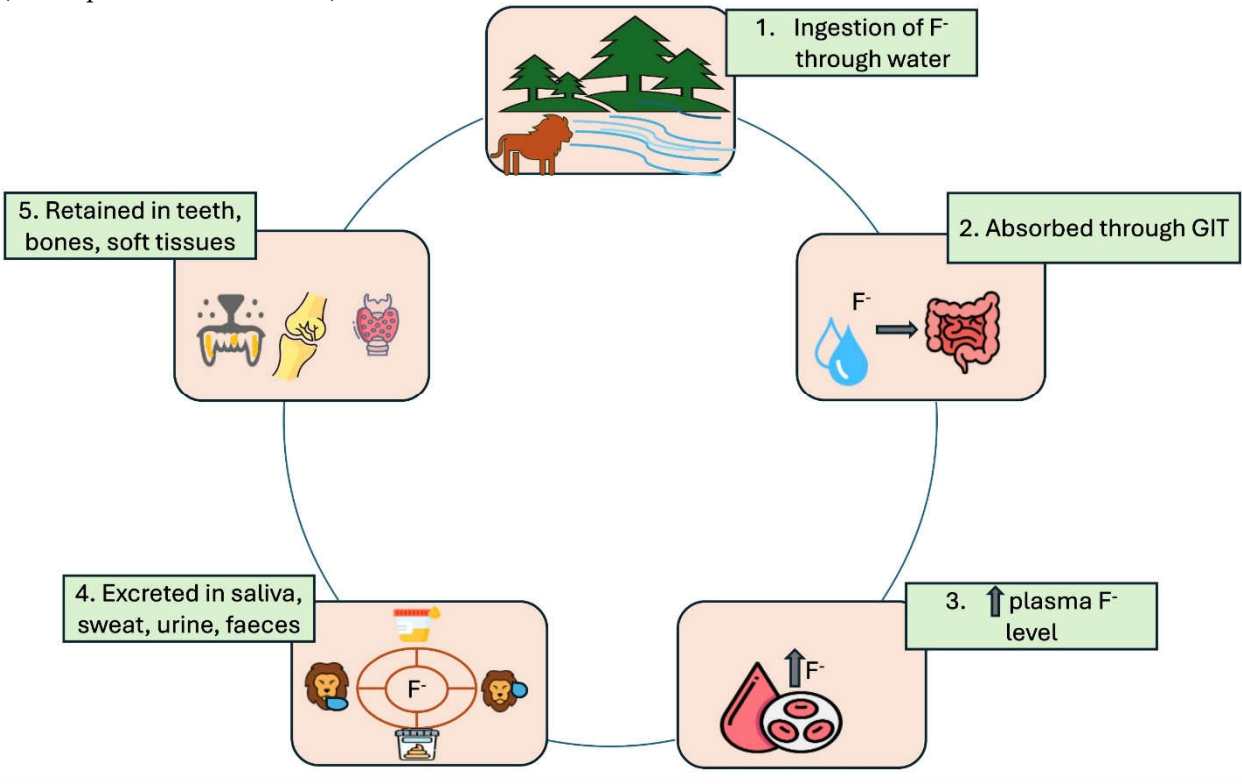 1. Ingestion of F-
through water
2. Absorbed through GIT
F-
3. ⬆ plasma F-
level
F-
4. Excreted in saliva,
sweat, urine, faeces
F-
5. Retained in teeth,
bones, soft tissues